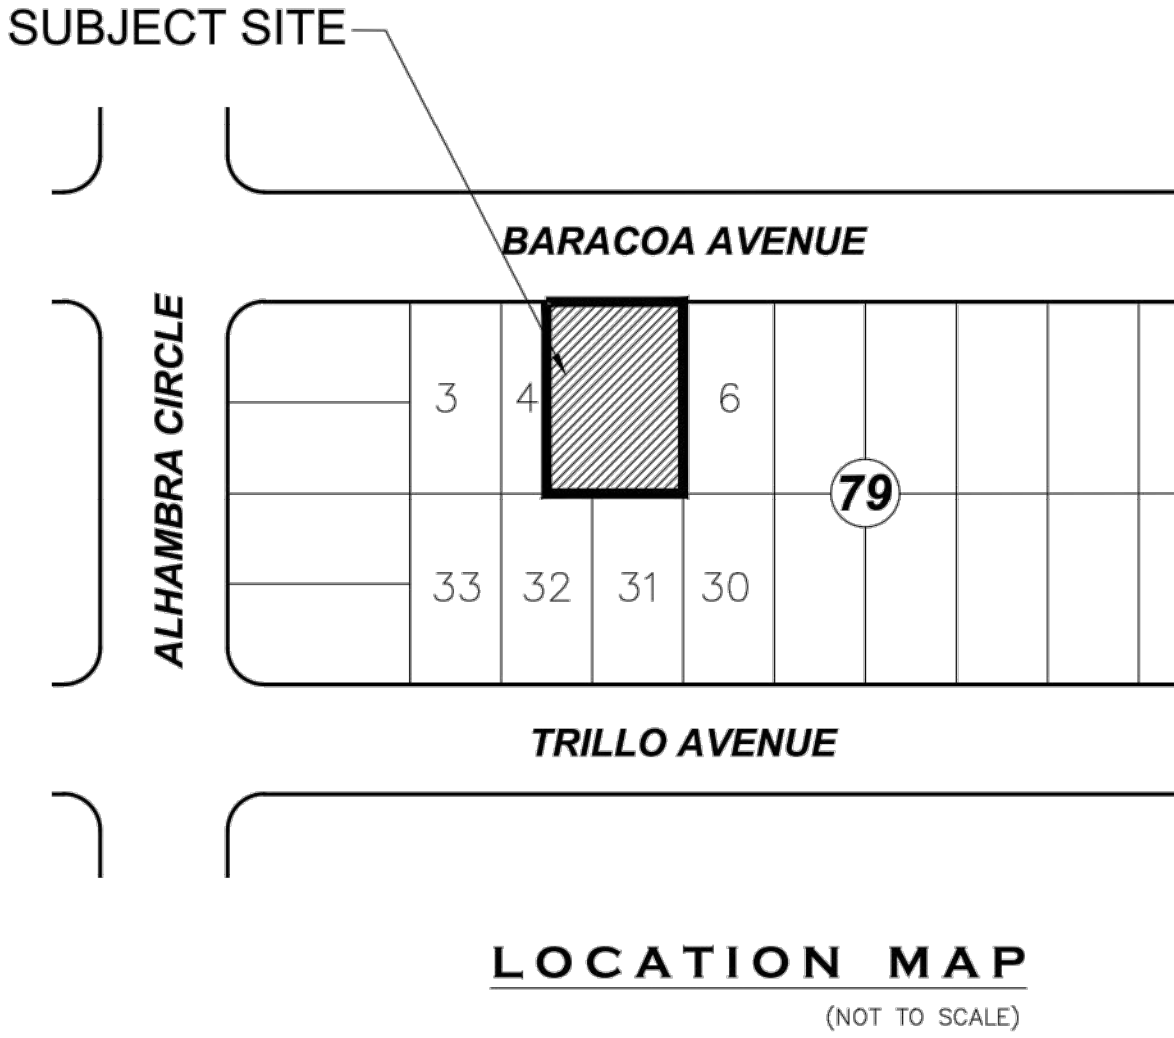 SUBJECT SITE
BARACOA AVENUE
ALHAMBRA CIRCLE
3
4
6
79
33
32
31
30
TRILLO AVENUE
LOCATION MAP
(NOT TO SCALE)